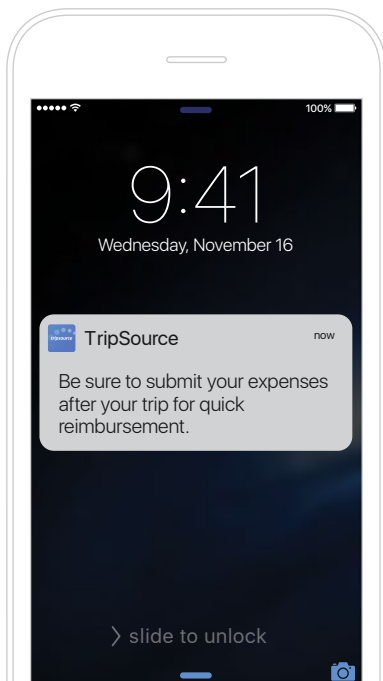 100%
9:41
Wednesday, November 16
Tripsource
TripSource
now
Be sure to submit your expenses
after your trip for quick
reimbursement.
slide to unlock